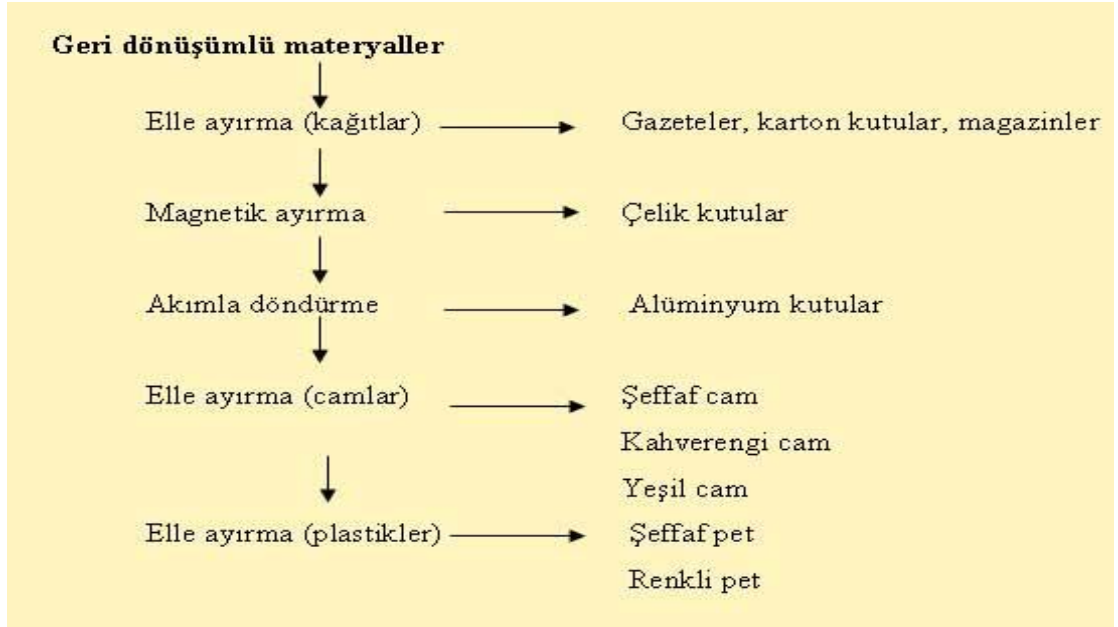 Geri dönüşümlü materyaller
Elle ayırma (kağıtlar) Gazeteler, karton kutular, magazinler
Magnetik ayırma Çelik kutular
Akımla döndürme Alüminyum kutular
Elle ayırma (camlar) Şeffaf cam
Kahverengi cam
Yeşil cam
Elle ayırma (plastikler) Şeffaf pet
Renkli pet